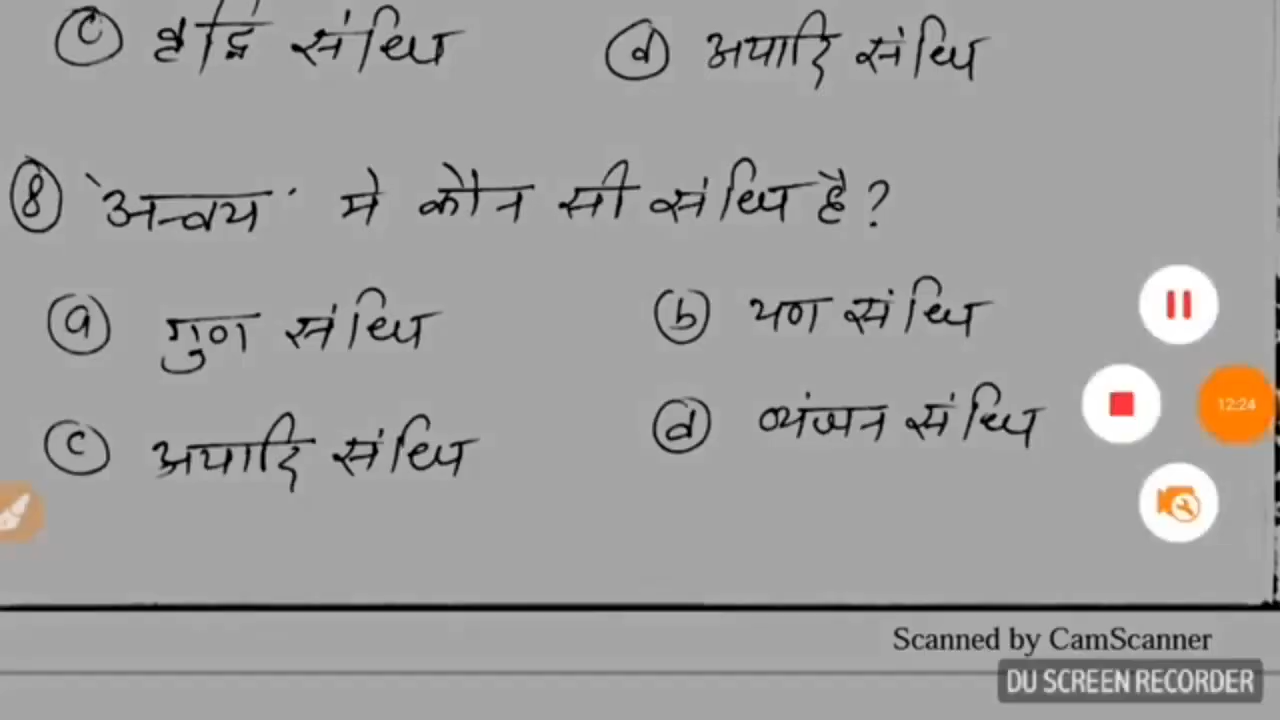 (c) वृद्धि संधि (d) अयादि संधि
(8) `अन्वय' मे कौन सी संधि है?
(a) गुण संधि (b) यण संधि
(c) अयादि संधि (d) व्यंजन संधि
12:24
Scanned by CamScanner
DU SCREEN RECORDER